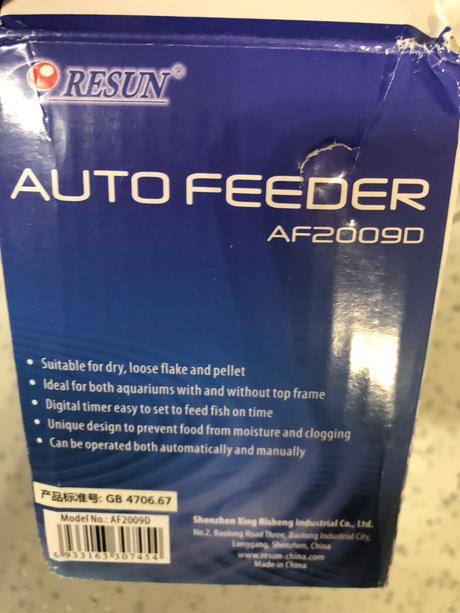 RESUN®
AUTO FEEDER
AF2009D
• Suitable for dry, loose flake and pellet
• Ideal for both aquariums with and without top frame
• Digital timer easy to set to feed fish on time
• Unique design to prevent food from moisture and clogging
• Can be operated both automatically and manually
产品标准号: GB 4706.67
Model No.: AF2009D
6 933163 307454
Shenzhen Xing Risheng Industrial Co., Ltd.
No.2, Baolong Road Three, Baolong Industrial City,
Longgang, Shenzhen, China
www.resun-china.com
Made in China